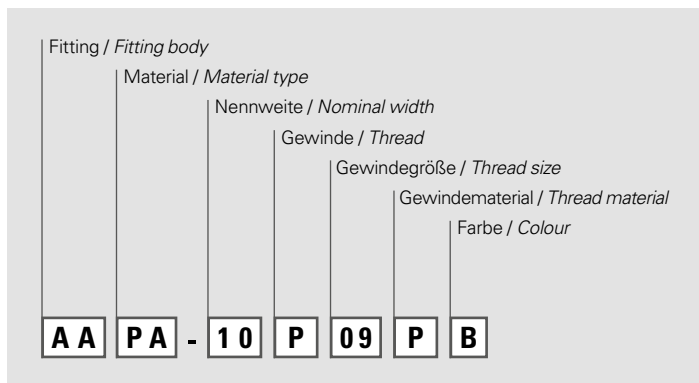 Fitting / Fitting body
Material / Material type
Nennweite / Nominal width
Gewinde / Thread
Gewindegröße / Thread size
Gewindematerial / Thread material
Farbe / Colour
AA PA - 10 P 09 P B